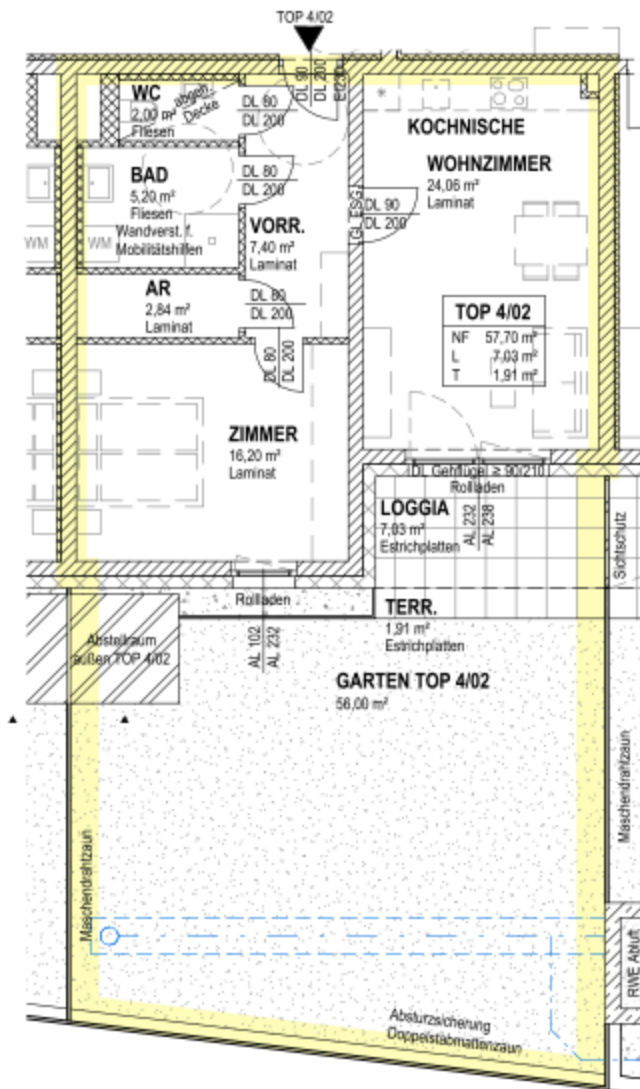 TOP 4/02
DL 90
DL 200
EI230
WC
2,00 m²
Fliesen
abgeh.
Decke
DL 80
DL 200
KOCHNISCHE
WOHNZIMMER
24,06 m²
Laminat
BAD
5,20 m²
Fliesen
Wandverst. f.
Mobilitätshilfen
WM
WM
DL 80
DL 200
VORR.
7,40 m²
Laminat
GL ESG
DL 90
DL 200
AR
2,84 m²
Laminat
DL 80
DL 200
DL 80
DL 200
TOP 4/02
NF 57,70 m²
L 7,03 m²
T 1,91 m²
ZIMMER
16,20 m²
Laminat
DL Gehflügel ≥ 90/210
Rollladen
LOGGIA
7,03 m²
Estrichplatten
AL 232
AL 238
Sichtschutz
Rollladen
TERR.
1,91 m²
Estrichplatten
AL 102
AL 232
Abstellraum
außen TOP 4/02
GARTEN TOP 4/02
56,00 m²
Maschendrahtzaun
Maschendrahtzaun
RWE Abluft
Absturzsicherung
Doppelstabmattenzaun